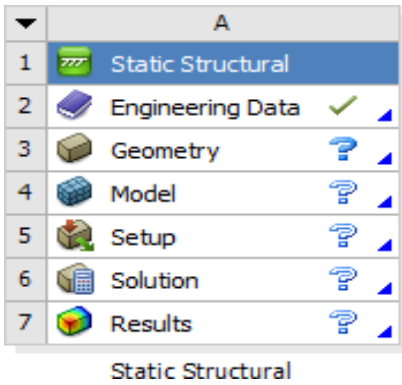 A
1 Static Structural
2 Engineering Data
3 Geometry
4 Model
5 Setup
6 Solution
7 Results
Static Structural